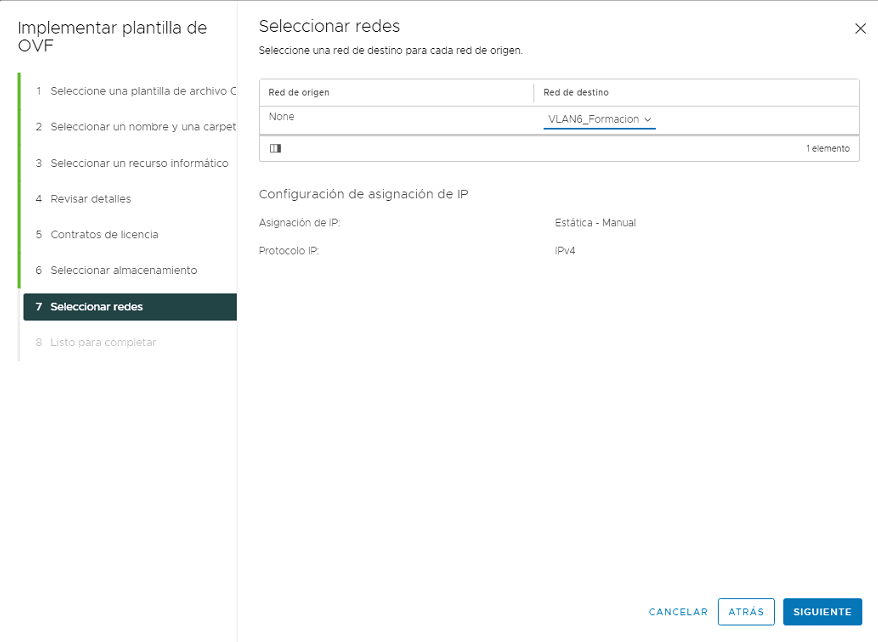 Implementar plantilla de
OVF
1 Seleccione una plantilla de archivo
2 Seleccionar un nombre y una carpet
3 Seleccionar un recurso informático
4 Revisar detalles
5 Contratos de licencia
6 Seleccionar almacenamiento
7 Seleccionar redes
8 Listo para completar
Seleccionar redes
Seleccione una red de destino para cada red de origen.
Red de origen Red de destino
None VLAN6_Formacion
1 elemento
Configuración de asignación de IP
Asignación de IP: Estática - Manual
Protocolo IP: IPv4
CANCELAR ATRÁS SIGUIENTE